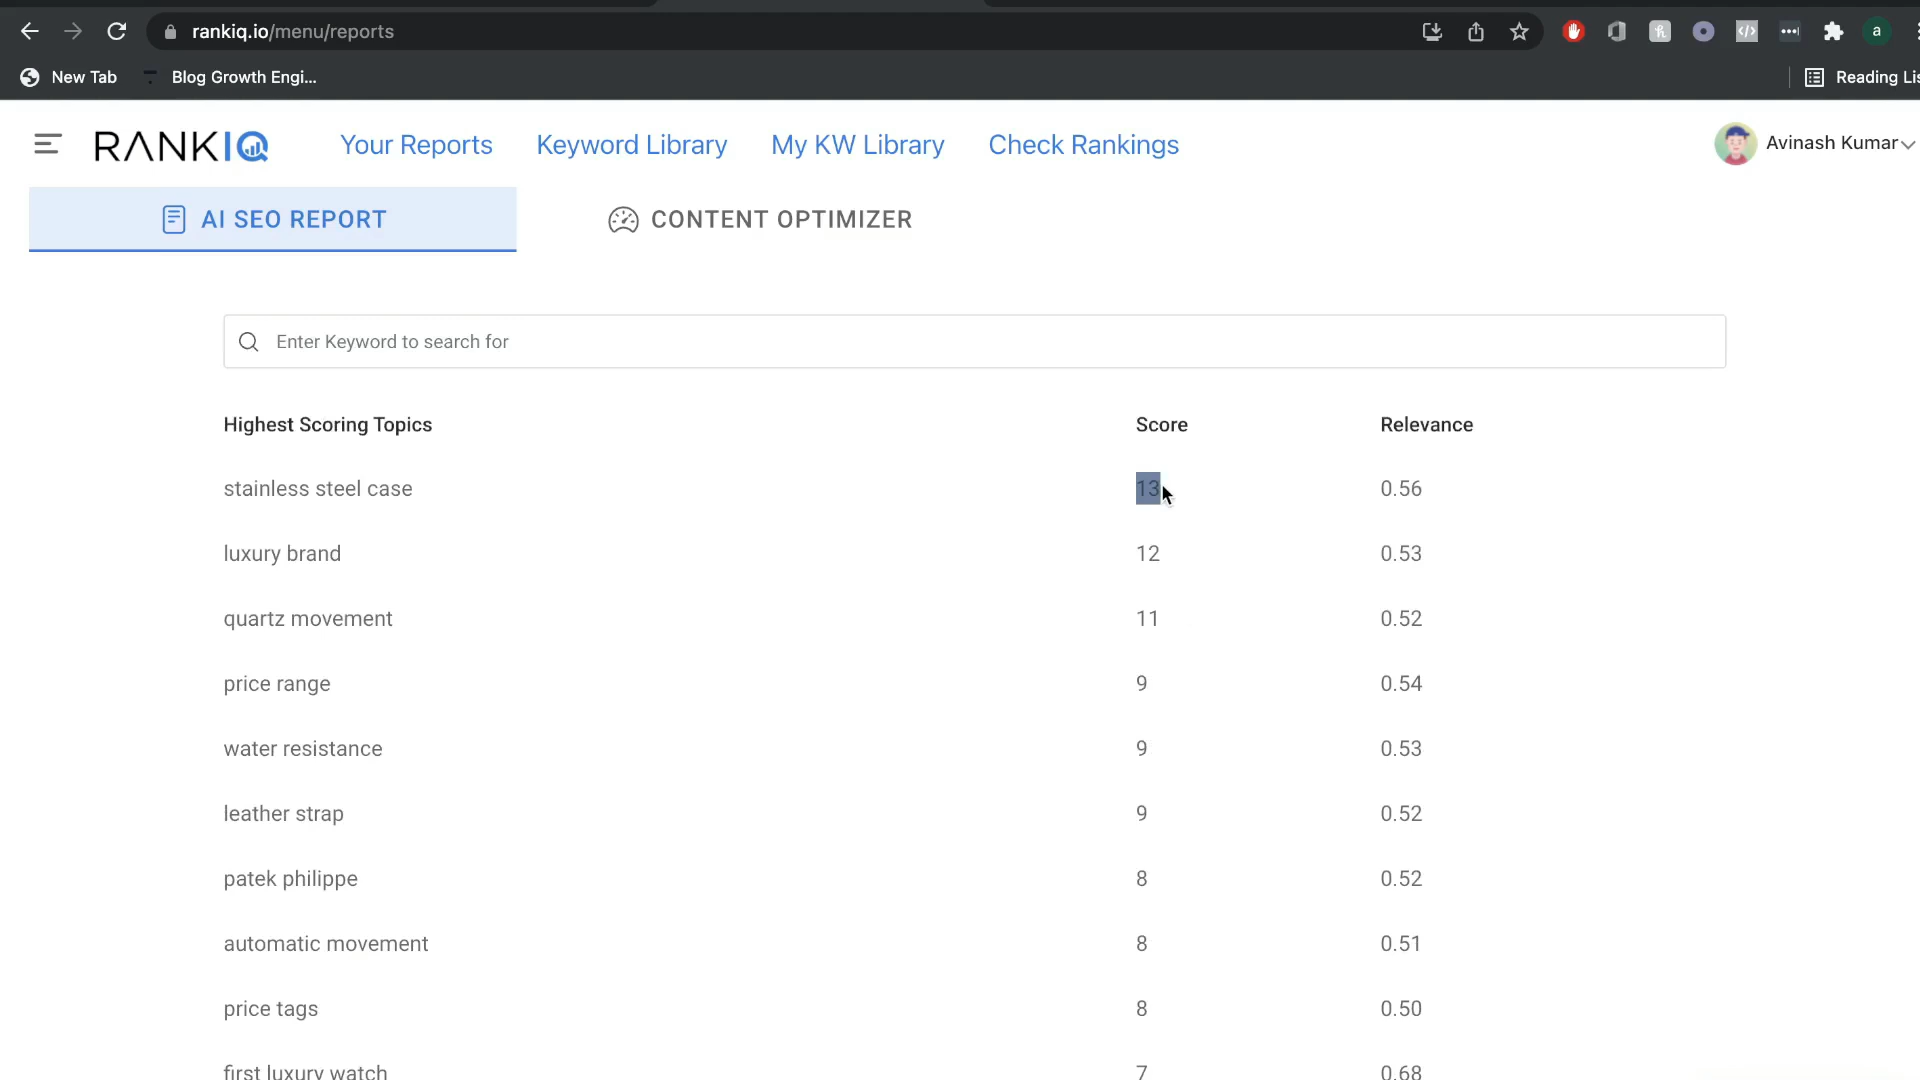 rankiq.io/menu/reports
a
New Tab
Blog Growth Engi...
Reading Lis
RANKIQ
Your Reports
Keyword Library
My KW Library
Check Rankings
Avinash Kumar
AI SEO REPORT
CONTENT OPTIMIZER
Enter Keyword to search for
Highest Scoring Topics Score Relevance
stainless steel case 13 0.56
luxury brand 12 0.53
quartz movement 11 0.52
price range 9 0.54
water resistance 9 0.53
leather strap 9 0.52
patek philippe 8 0.52
automatic movement 8 0.51
price tags 8 0.50
first luxury watch 7 0.68